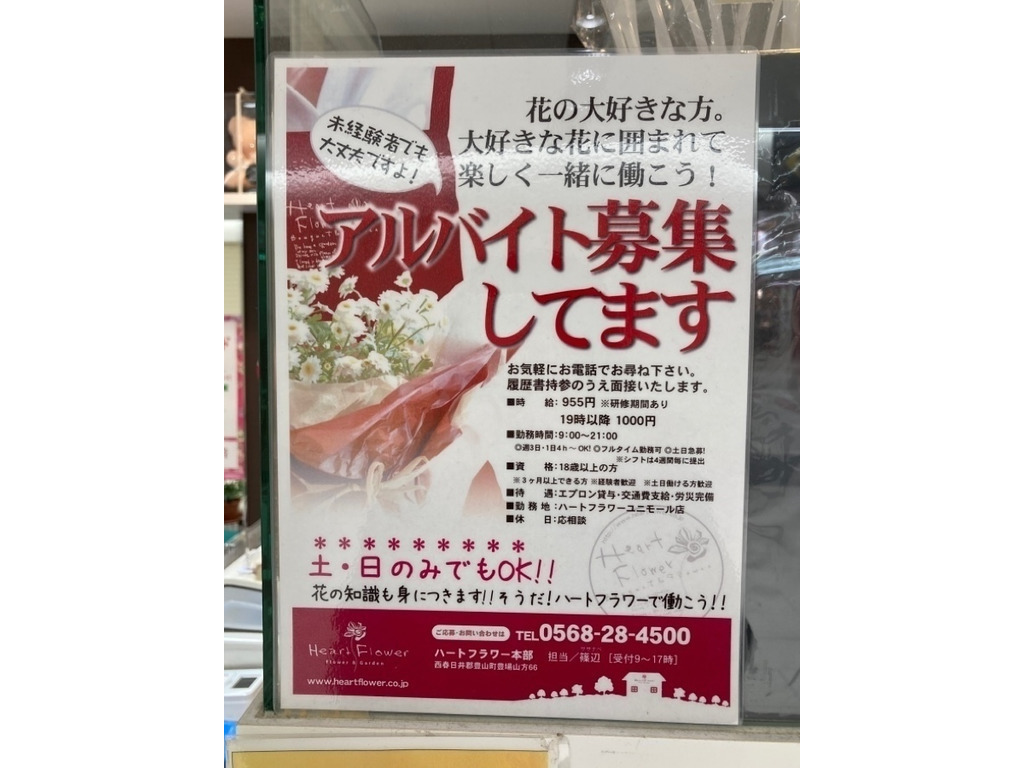 花の大好きな方。
未経験者でも
大丈夫ですよ！
大好きな花に囲まれて
楽しく一緒に働こう！
アルバイト募集
してます
お気軽にお電話でお尋ね下さい。
履歴書持参のうえ面接いたします。
■時　給：955円 ※研修期間あり
19時以降 1000円
■勤務時間：9:00〜21:00
◎週3日・1日4h〜OK! ◎フルタイム勤務可 ◎土日急募!
※シフトは4週間毎に提出
■資　格：18歳以上の方
※3ヶ月以上できる方 ※経験者歓迎 ※土日働ける方歓迎
■待　遇：エプロン貸与・交通費支給・労災完備
■勤務地：ハートフラワーユニモール店
■休　日：応相談
Heart
Flower
＊＊＊＊＊＊＊＊＊
土・日のみでもOK!!
花の知識も身につきます!!そうだ!ハートフラワーで働こう!!
Heart Flower
Flower & Garden
www.heartflower.co.jp
ご応募・お問い合わせは TEL0568-28-4500
ハートフラワー本部 担当／篠辺［受付9〜17時］
ササナベ
西春日井郡豊山町豊場山方66